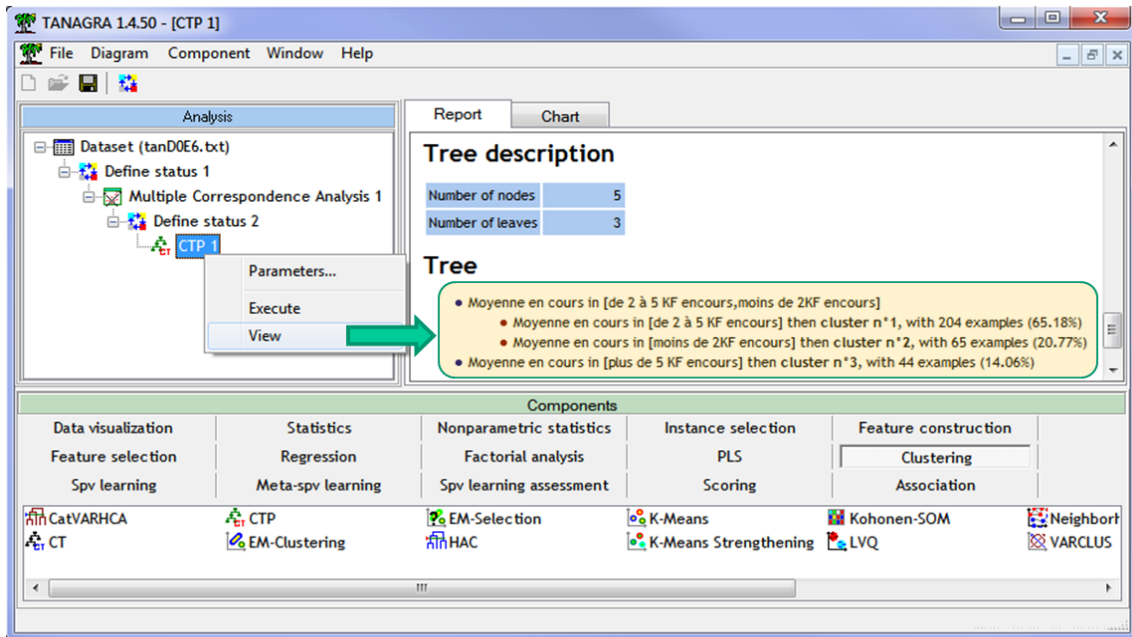 TANAGRA 1.4.50 - [CTP 1]
File Diagram Component Window Help
Analysis
Dataset (tanD0E6.txt)
Define status 1
Multiple Correspondence Analysis 1
Define status 2
CTP 1
Parameters...
Execute
View
Report Chart
Tree description
Number of nodes 5
Number of leaves 3
Tree
Moyenne en cours in [de 2 à 5 KF encours,moins de 2KF encours]
Moyenne en cours in [de 2 à 5 KF encours] then cluster n°1, with 204 examples (65.18%)
Moyenne en cours in [moins de 2KF encours] then cluster n°2, with 65 examples (20.77%)
Moyenne en cours in [plus de 5 KF encours] then cluster n°3, with 44 examples (14.06%)
Components
Data visualization Statistics Nonparametric statistics Instance selection Feature construction
Feature selection Regression Factorial analysis PLS Clustering
Spv learning Meta-spv learning Spv learning assessment Scoring Association
CatVARHCA CTP EM-Selection K-Means Kohonen-SOM Neighborh
CT EM-Clustering HAC K-Means Strengthening LVQ VARCLUS